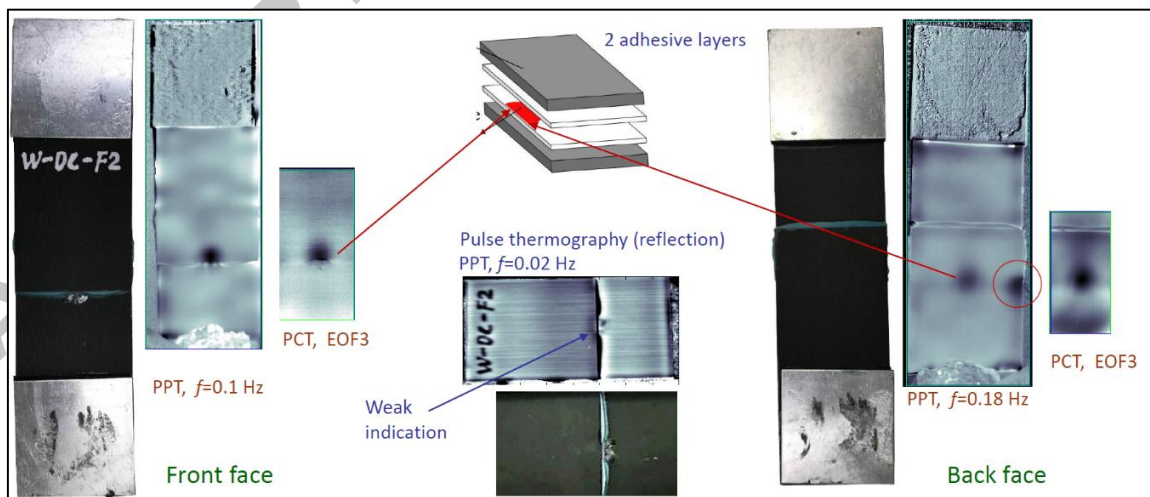 2 adhesive layers
e
W-DC-F2
Pulse thermography (reflection)
PPT, f=0.02 Hz
W-DC-F2
PCT, EOF3
PPT, f=0.1 Hz
Weak
indication
PCT, EOF3
PPT, f=0.18 Hz
Front face
Back face